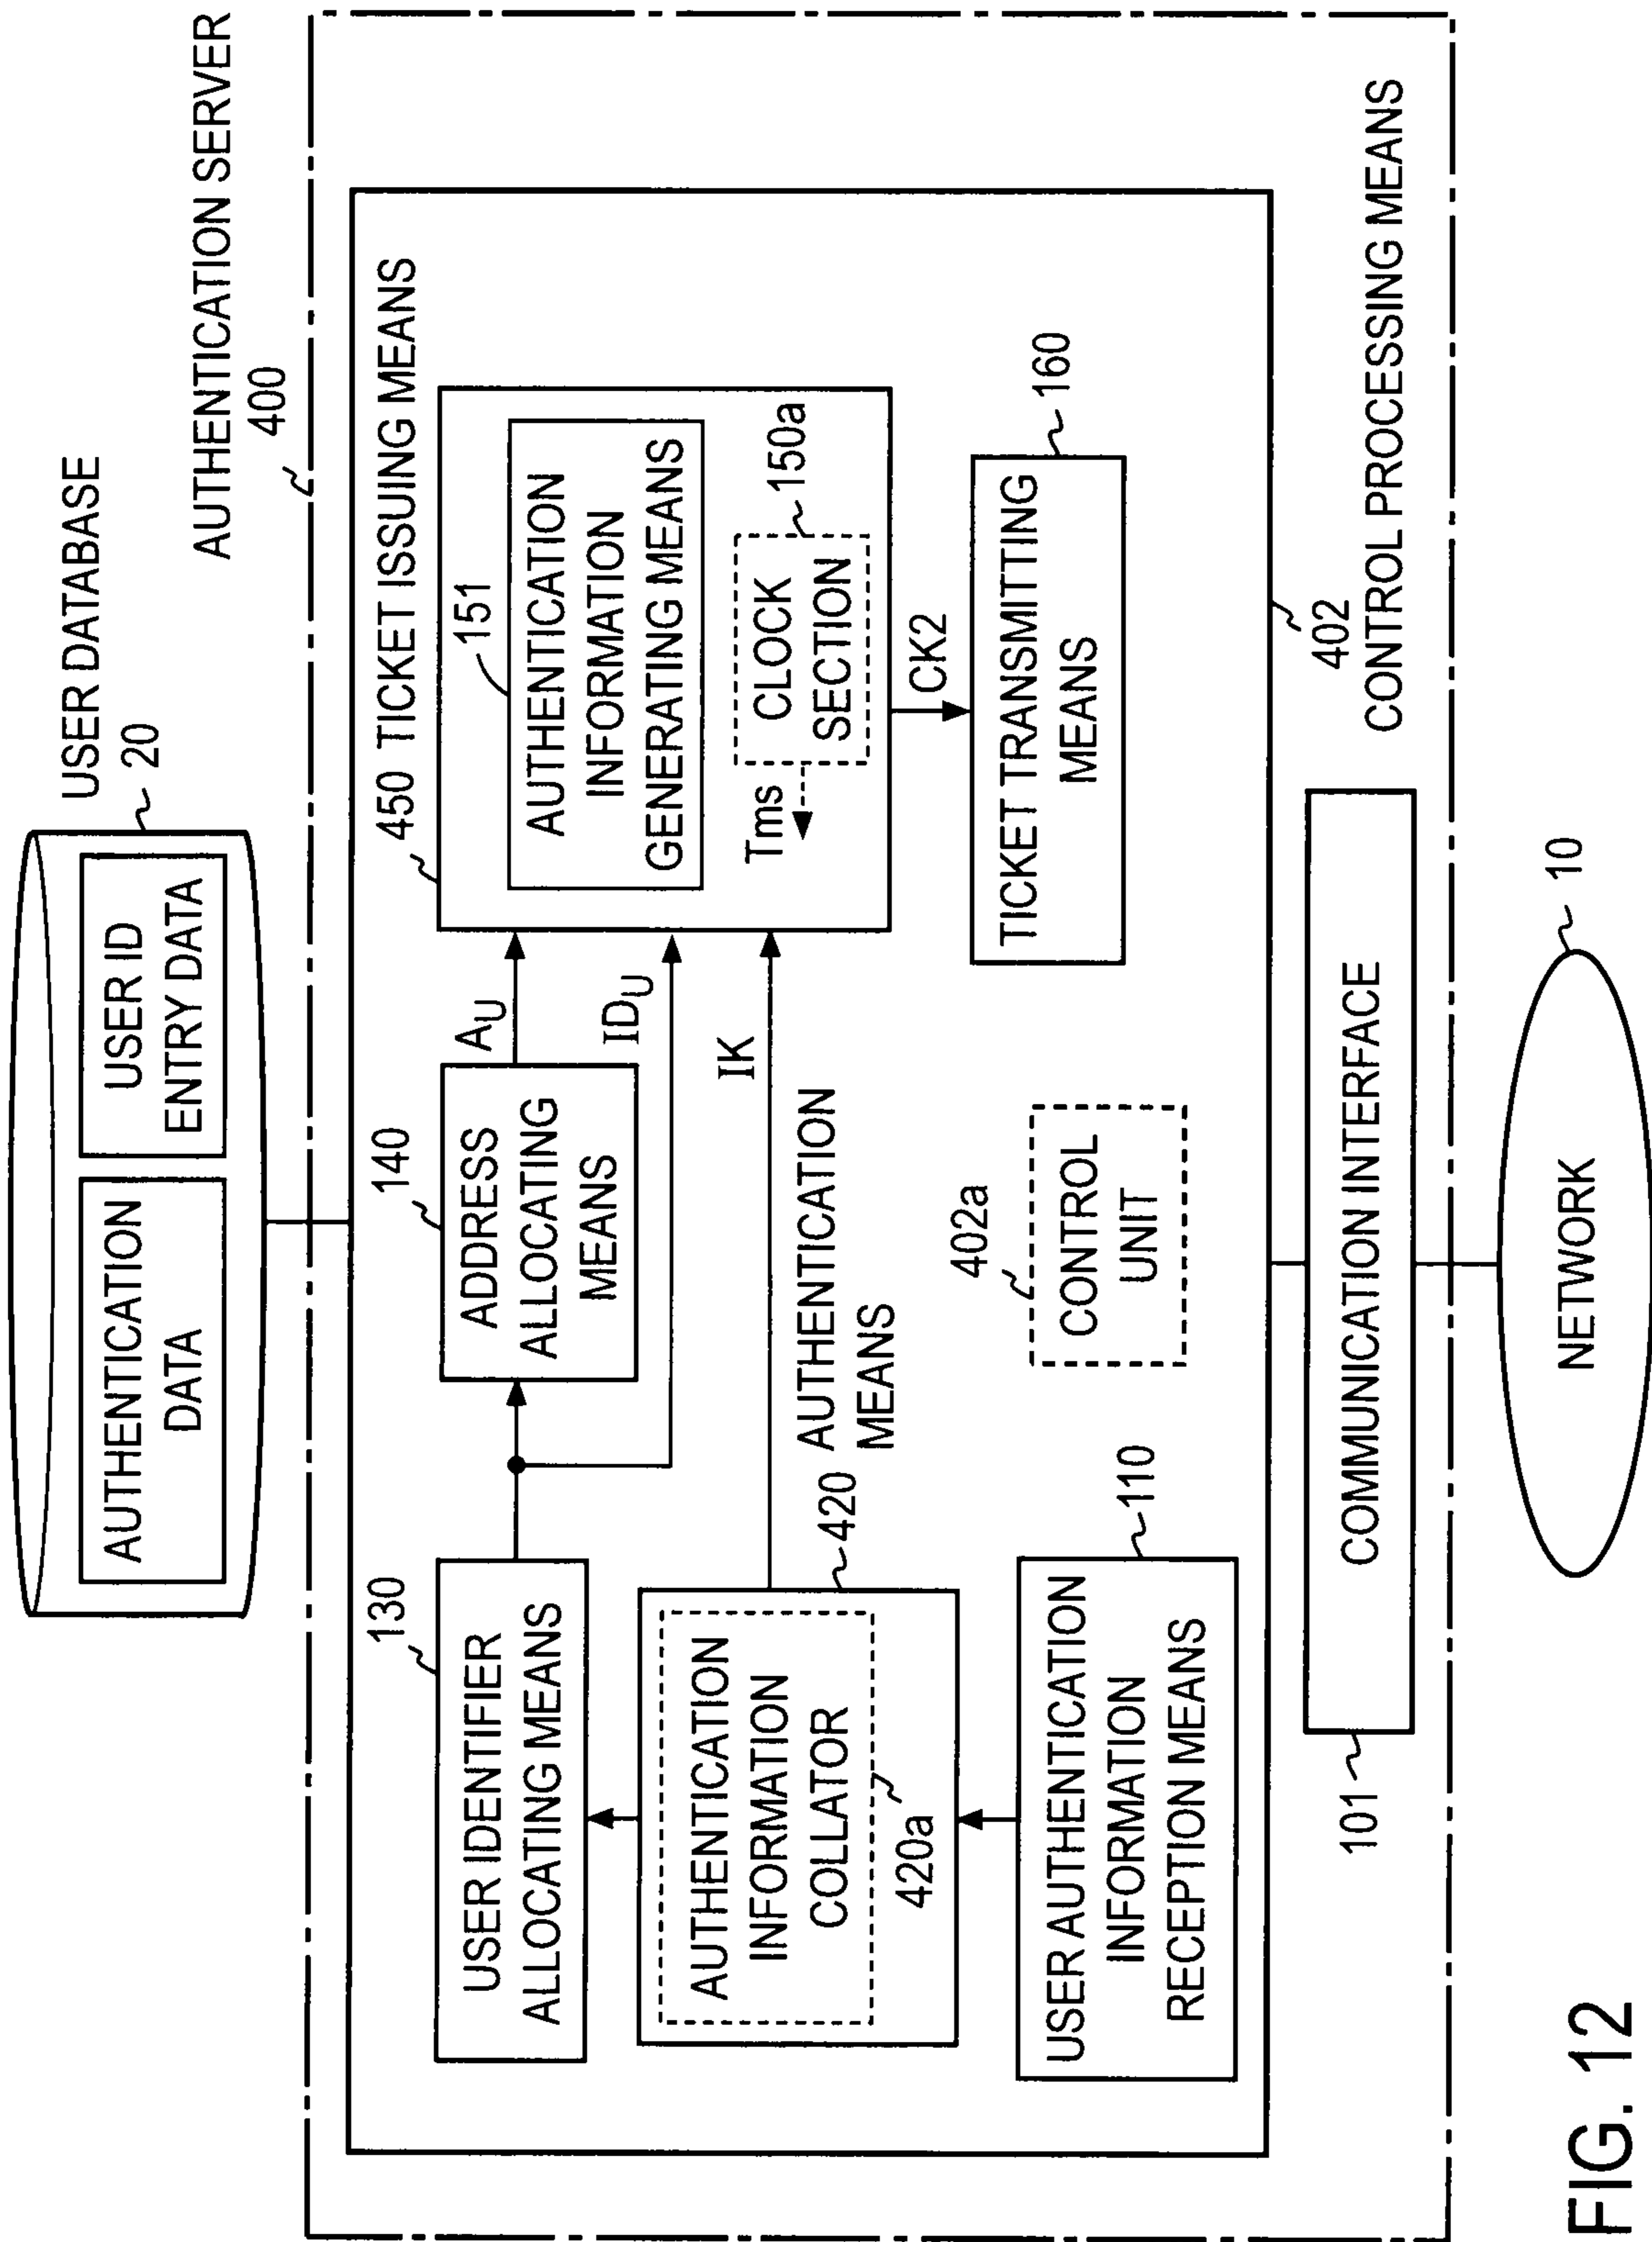 USER DATABASE
20
AUTHENTICATION
DATA
USER ID
ENTRY DATA
AUTHENTICATION SERVER
400
130
USER IDENTIFIER
ALLOCATING MEANS
140
ADDRESS
ALLOCATING
MEANS
AU
IDU
IK
450 TICKET ISSUING MEANS
151
AUTHENTICATION
INFORMATION
GENERATING MEANS
Tms
CLOCK
SECTION
150a
CK2
AUTHENTICATION
INFORMATION
COLLATOR
420a
420
AUTHENTICATION
MEANS
USER AUTHENTICATION
INFORMATION
RECEPTION MEANS
110
402a
CONTROL
UNIT
TICKET TRANSMITTING
MEANS
160
402
CONTROL PROCESSING MEANS
101
COMMUNICATION INTERFACE
NETWORK
10
FIG. 12